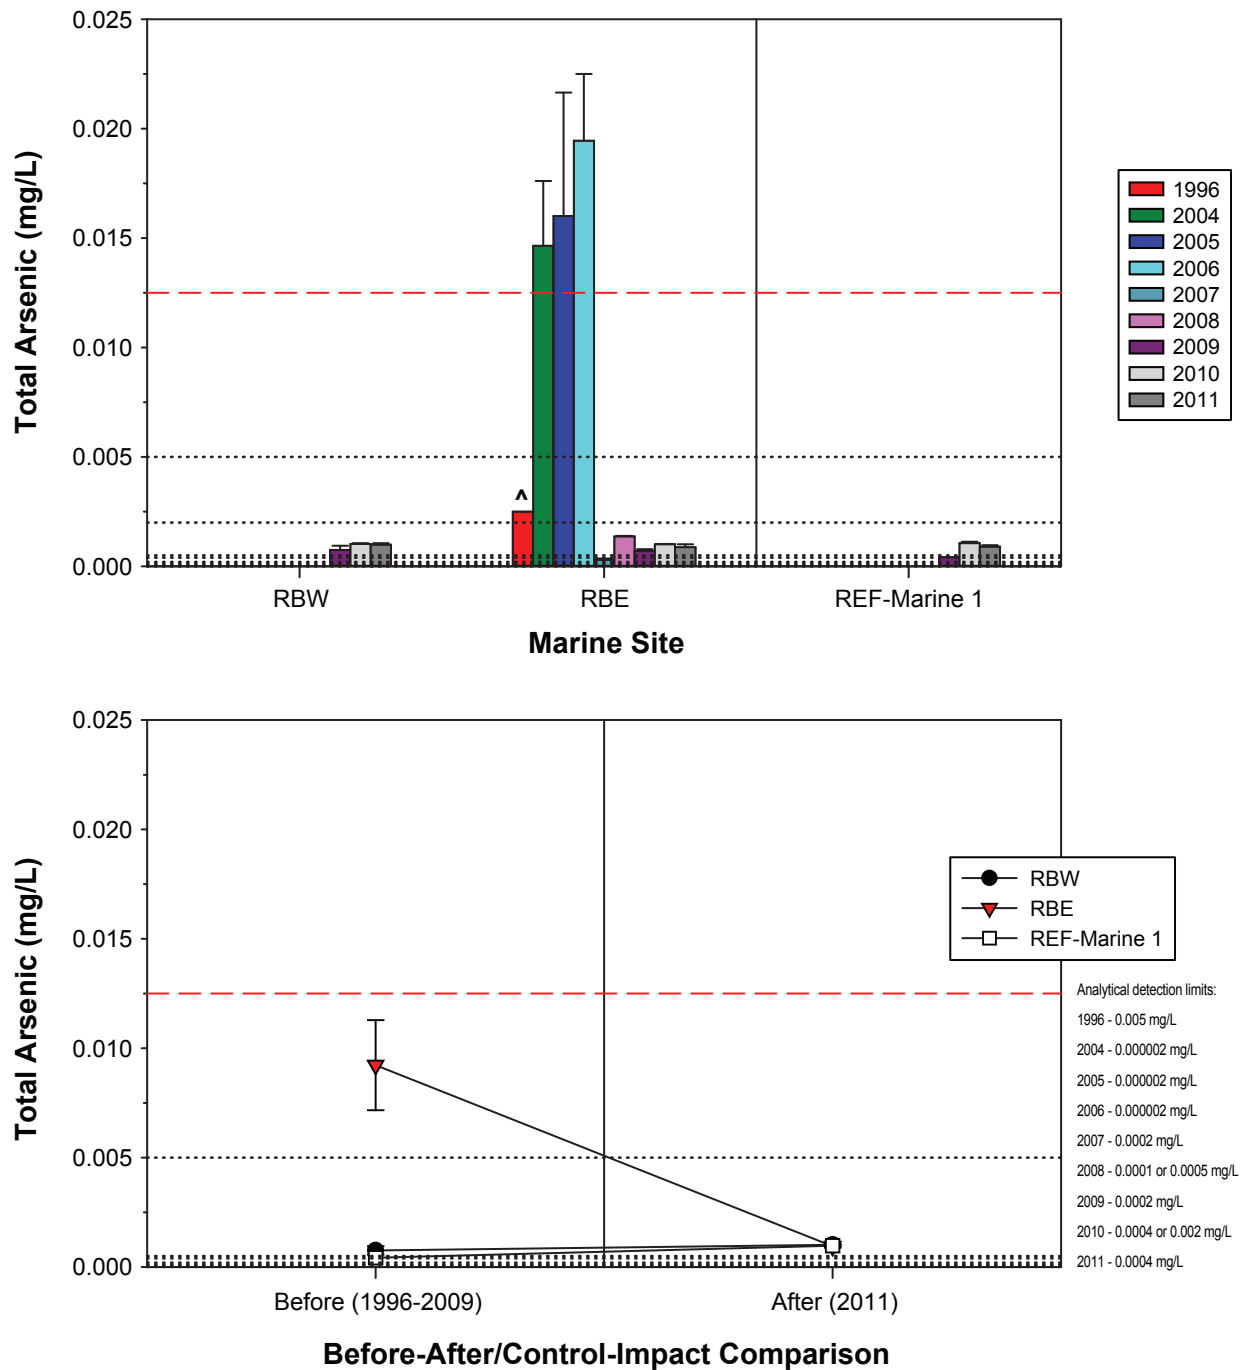 0.025
0.020
0.015
0.010
0.005
0.000
Total Arsenic (mg/L)
^
RBW
RBE
REF-Marine 1
Marine Site
1996
2004
2005
2006
2007
2008
2009
2010
2011
0.025
0.020
0.015
0.010
0.005
0.000
Total Arsenic (mg/L)
RBW
RBE
REF-Marine 1
Analytical detection limits:
1996 - 0.005 mg/L
2004 - 0.000002 mg/L
2005 - 0.000002 mg/L
2006 - 0.000002 mg/L
2007 - 0.0002 mg/L
2008 - 0.0001 or 0.0005 mg/L
2009 - 0.0002 mg/L
2010 - 0.0004 or 0.002 mg/L
2011 - 0.0004 mg/L
Before (1996-2009)
After (2011)
Before-After/Control-Impact Comparison